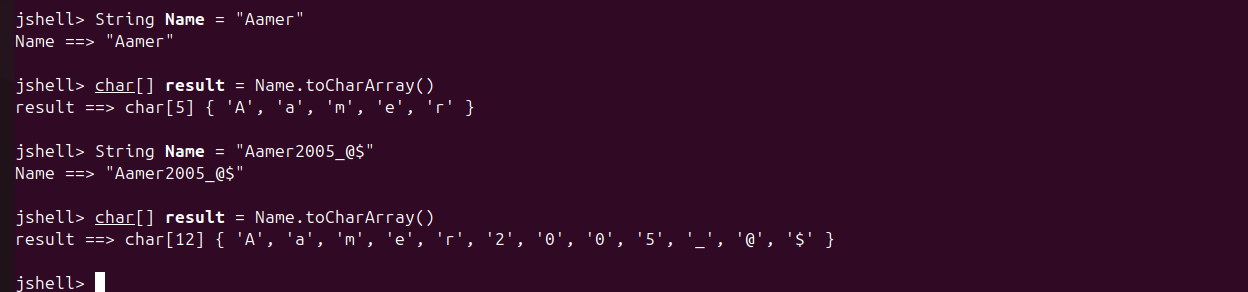 jshell> String Name = "Aamer"
Name ==> "Aamer"
jshell> char[] result = Name.toCharArray()
result ==> char[5] { 'A', 'a', 'm', 'e', 'r' }
jshell> String Name = "Aamer2005_@$"
Name ==> "Aamer2005_@$"
jshell> char[] result = Name.toCharArray()
result ==> char[12] { 'A', 'a', 'm', 'e', 'r', '2', '0', '0', '5', '_', '@', '$' }
jshell>